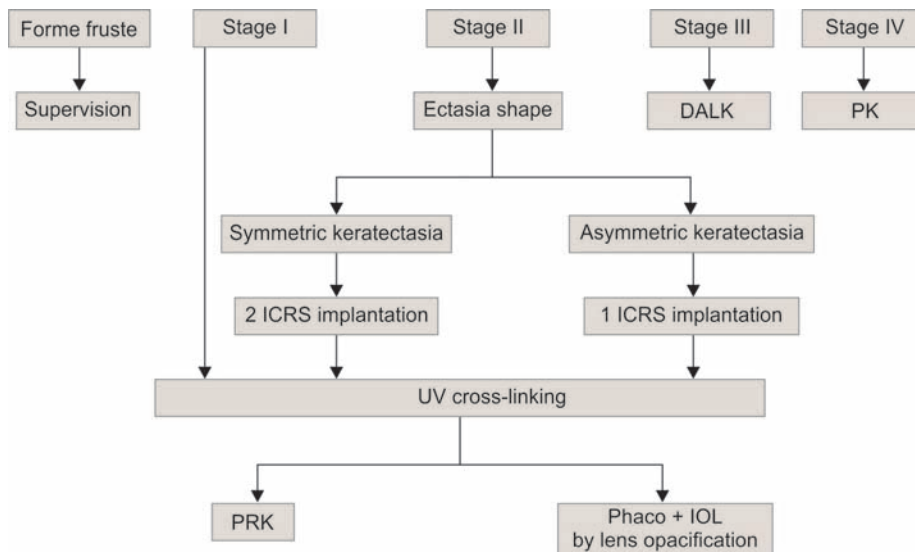 Forme fruste
Stage I
Stage II
Stage III
Stage IV
Supervision
Ectasia shape
DALK
PK
Symmetric keratectasia
Asymmetric keratectasia
2 ICRS implantation
1 ICRS implantation
UV cross-linking
PRK
Phaco + IOL
by lens opacification